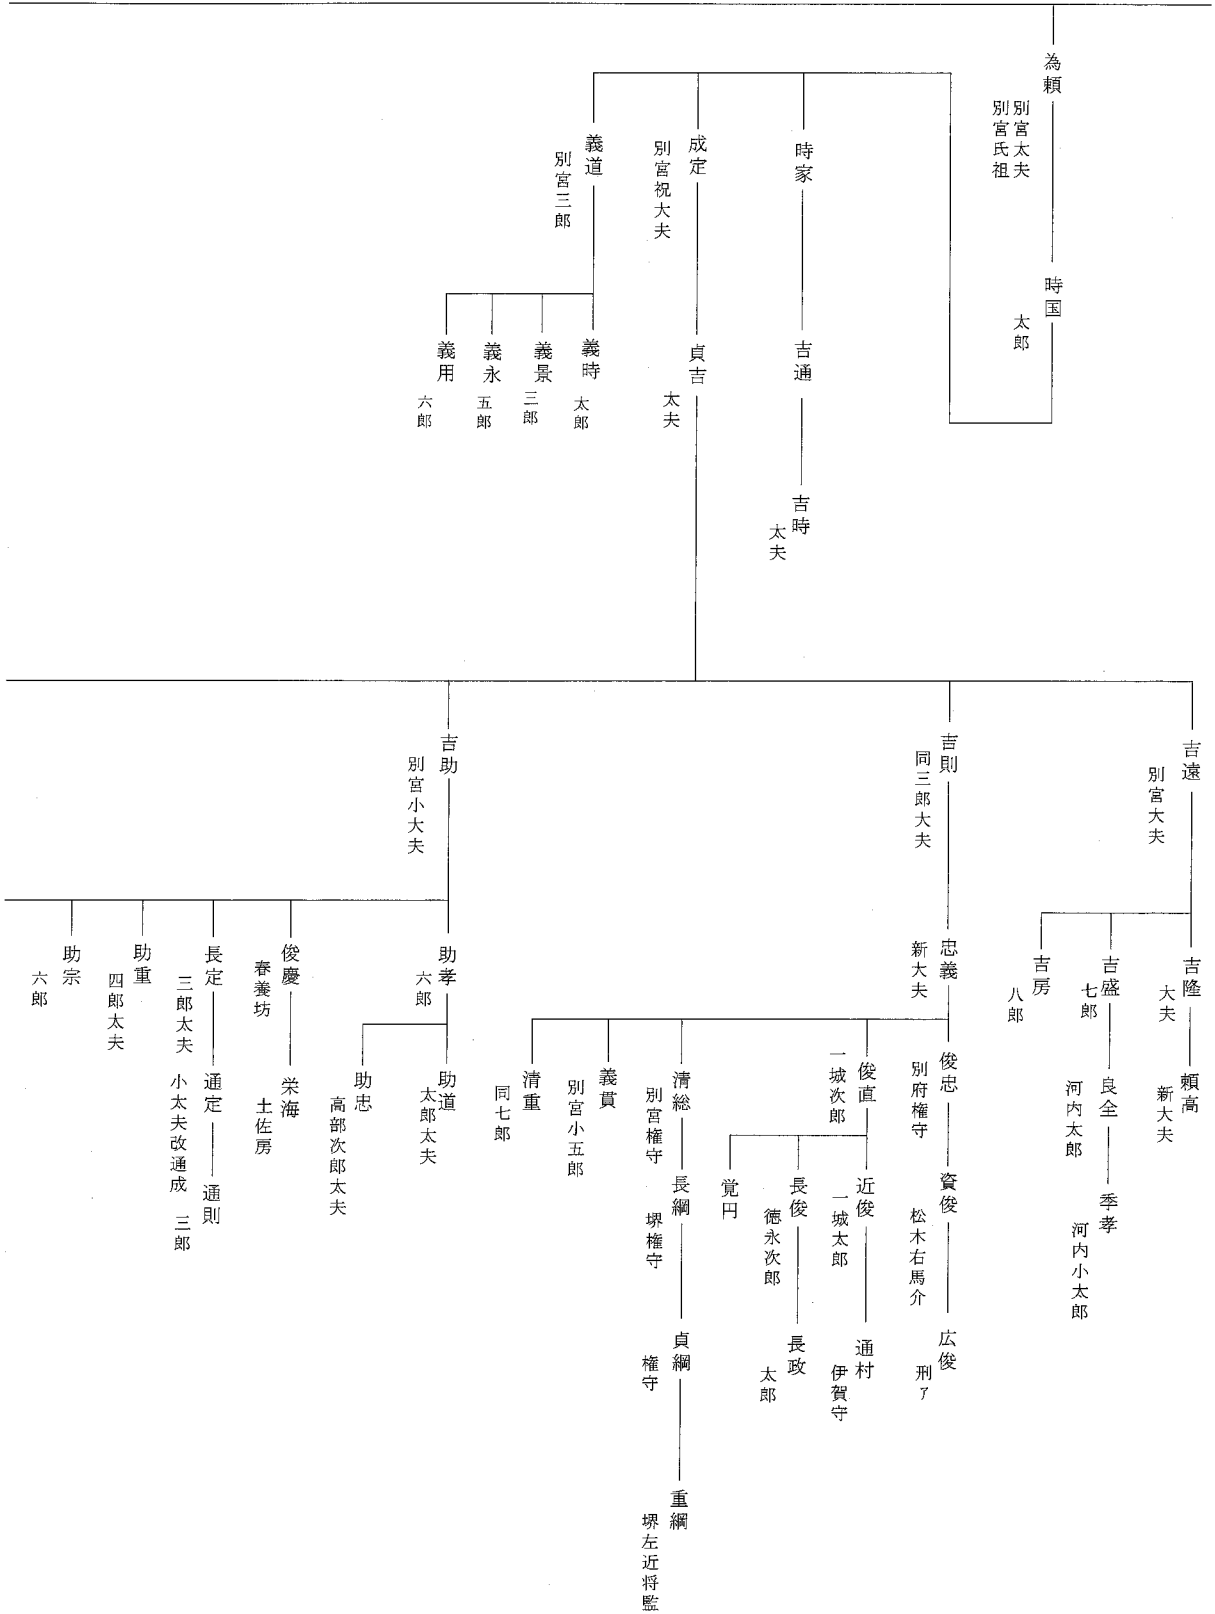 為頼
別宮太夫
別宮氏祖
時国
太郎
時家
吉通
吉時
太夫
成定
別宮祝大夫
貞吉
太夫
義道
別宮三郎
義時
太郎
義景
三郎
義永
五郎
義用
六郎
吉遠
別宮大夫
吉隆
大夫
頼高
新大夫
吉盛
七郎
良全
河内太郎
季孝
河内小太郎
吉房
八郎
吉則
同三郎大夫
忠義
新大夫
俊忠
別府権守
資俊
松木右馬介
広俊
刑了
俊直
一城次郎
近俊
一城太郎
通村
伊賀守
長俊
徳永次郎
長政
太郎
覚円
清総
別宮権守
長綱
堺権守
貞綱
権守
重綱
堺左近将監
義貫
別宮小五郎
清重
同七郎
吉助
別宮小大夫
助孝
六郎
助道
太郎太夫
助忠
高部次郎太夫
俊慶
春養坊
栄海
土佐房
長定
三郎太夫
通定
小太夫改通成
通則
三郎
助重
四郎太夫
助宗
六郎